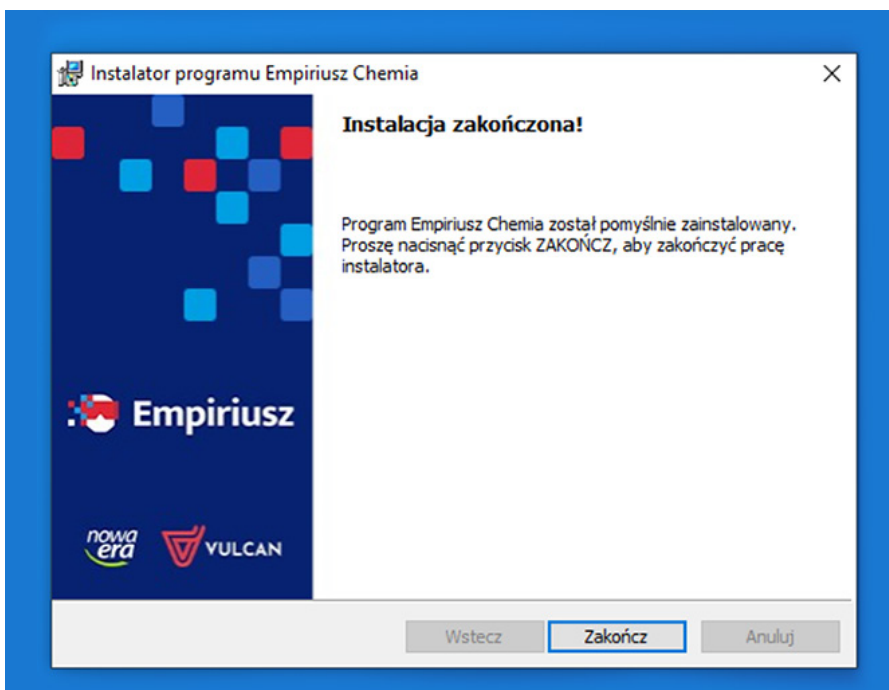 Instalator programu Empiriusz Chemia
Instalacja zakończona!
Program Empiriusz Chemia został pomyślnie zainstalowany.
Proszę nacisnąć przycisk ZAKOŃCZ, aby zakończyć pracę
instalatora.
Empiriusz
nowa
era
VULCAN
Wstecz
Zakończ
Anuluj